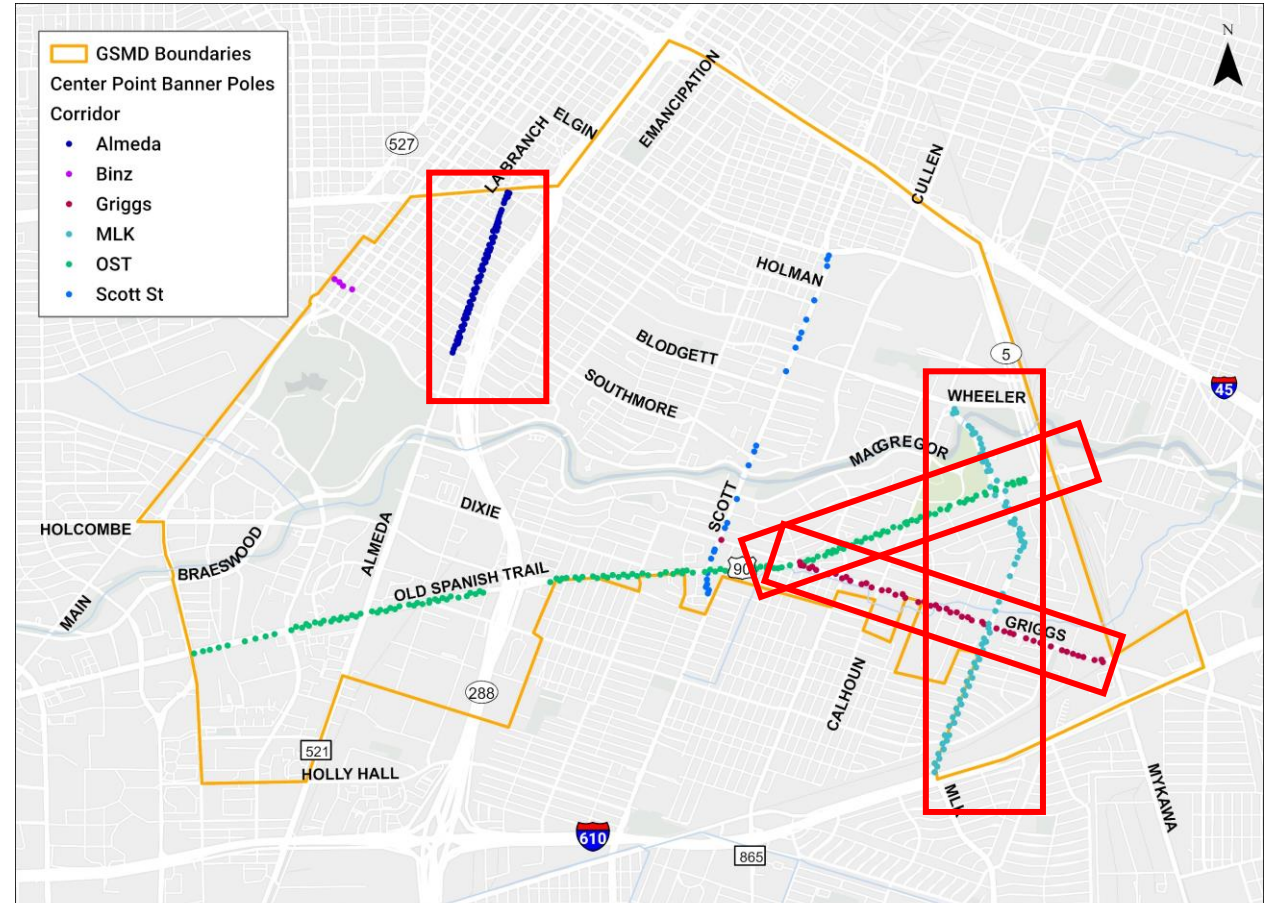 N
GSMD Boundaries
Center Point Banner Poles
Corridor
Almeda
Binz
Griggs
MLK
OST
Scott St
527
LA BRANCH
ELGIN
EMANCIPATION
CULLEN
HOLMAN
BLODGETT
SOUTHMORE
5
45
WHEELER
MACGREGOR
SCOTT
DIXIE
HOLCOMBE
BRAESWOOD
ALMEDA
MAIN
OLD SPANISH TRAIL
90
GRIGGS
CALHOUN
288
521
HOLLY HALL
MLK
MYKAWA
610
865